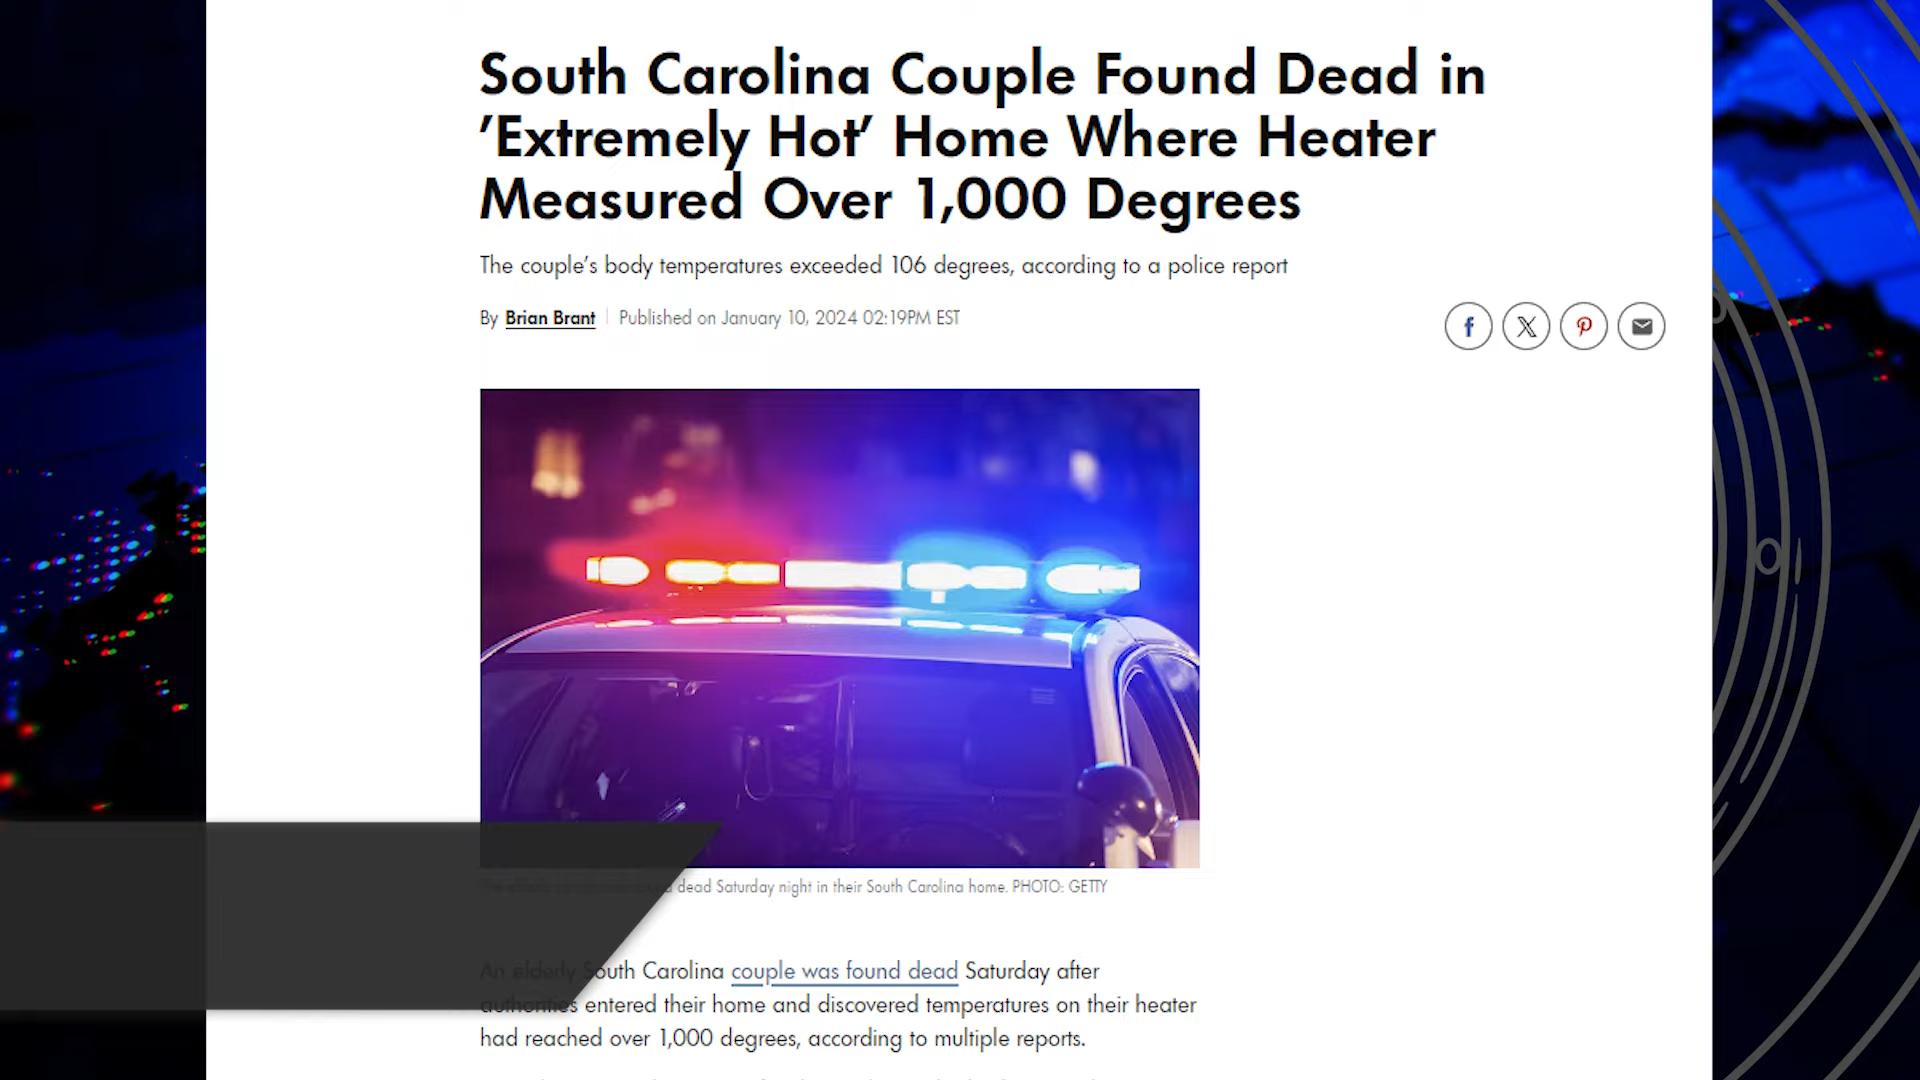 South Carolina Couple Found Dead in
'Extremely Hot' Home Where Heater
Measured Over 1,000 Degrees
The couple's body temperatures exceeded 106 degrees, according to a police report
By Brian Brant | Published on January 10, 2024 02:19PM EST
dead Saturday night in their South Carolina home. PHOTO: GETTY
An elderly South Carolina couple was found dead Saturday after
authorities entered their home and discovered temperatures on their heater
had reached over 1,000 degrees, according to multiple reports.